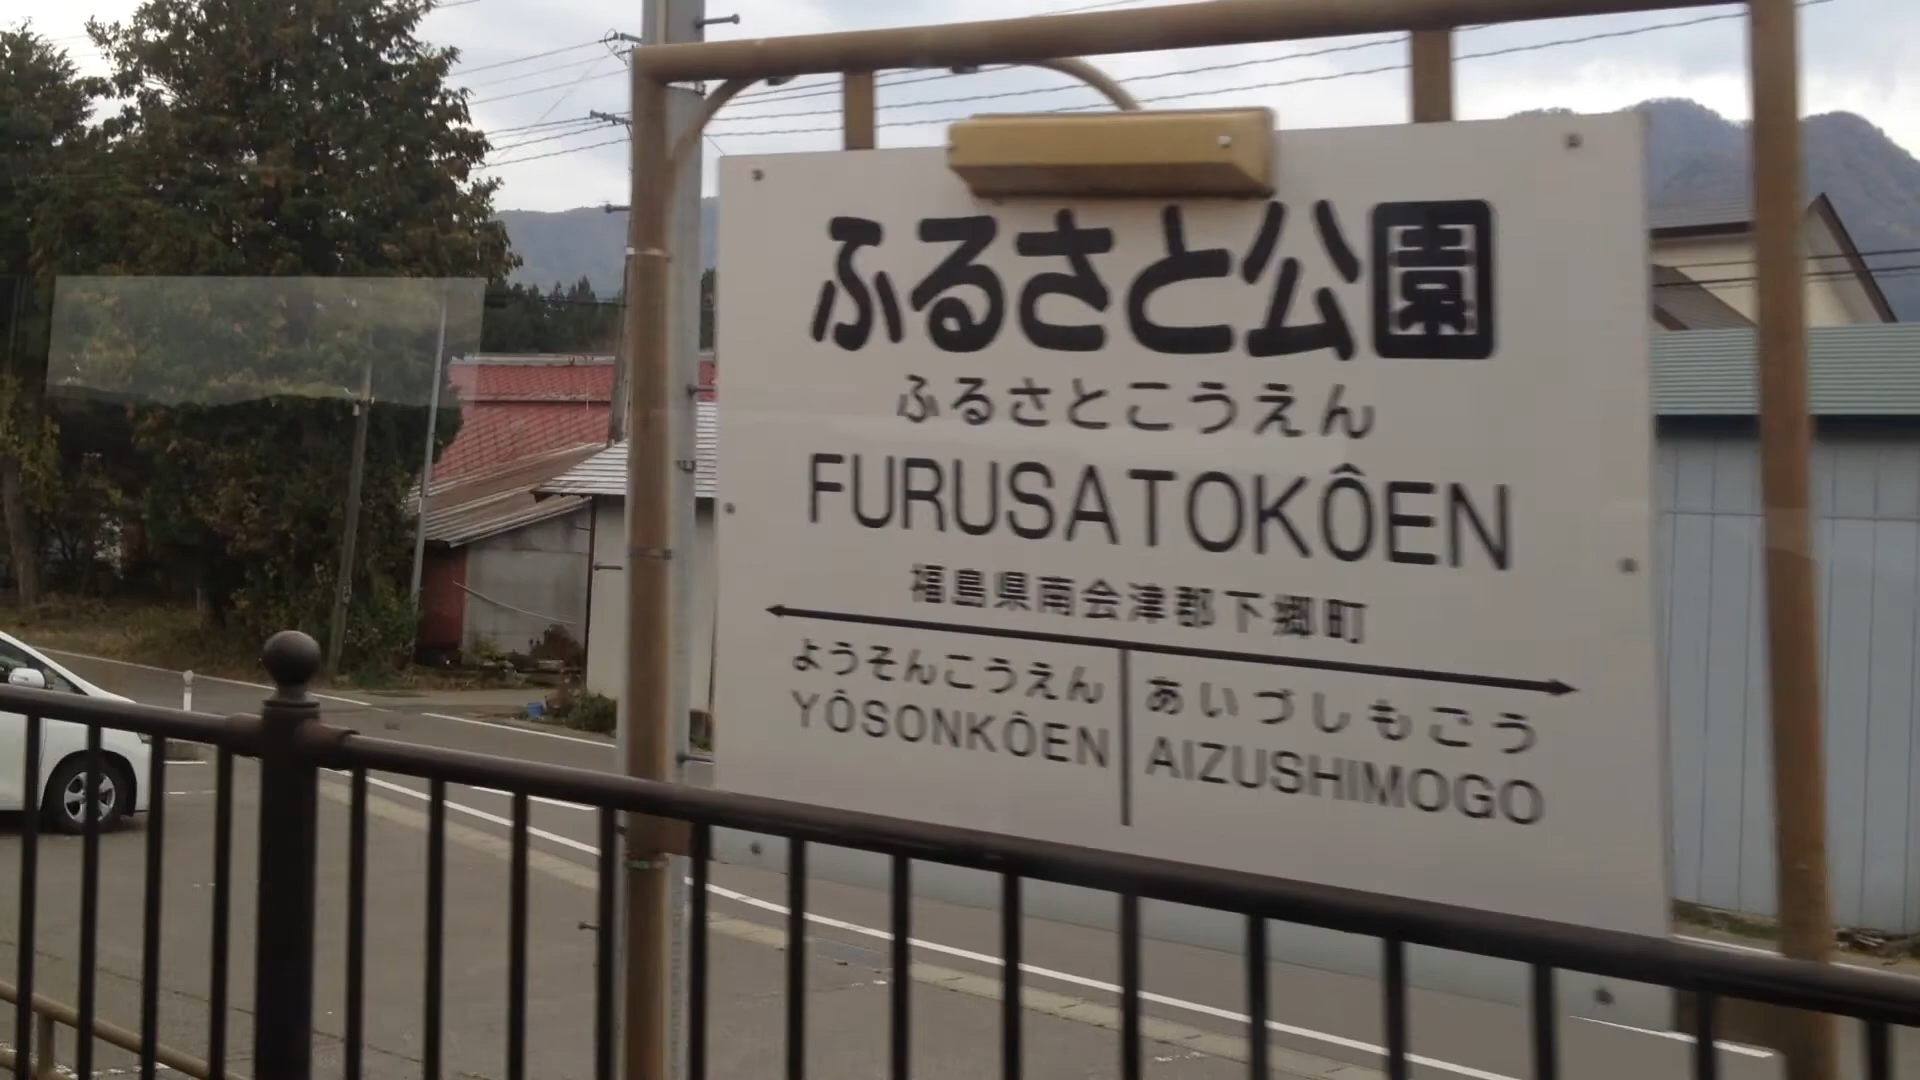 ふるさと公園
ふるさとこうえん
FURUSATOKÔEN
福島県南会津郡下郷町
ようそんこうえん
YÔSONKÔEN
あいづしもごう
AIZUSHIMOGO